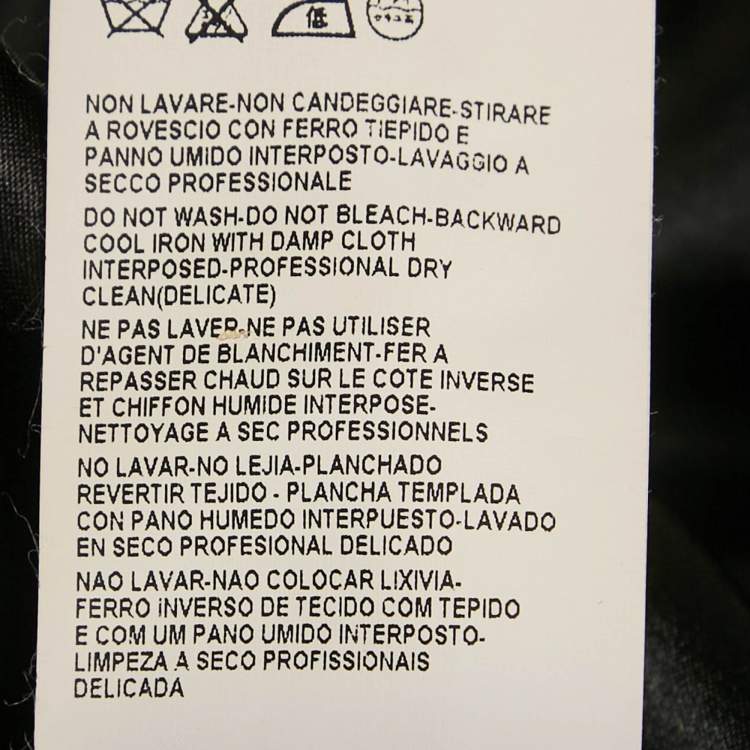 低
NON LAVARE-NON CANDEGGIARE-STIRARE
A ROVESCIO CON FERRO TIEPIDO E
PANNO UMIDO INTERPOSTO-LAVAGGIO A
SECCO PROFESSIONALE
DO NOT WASH-DO NOT BLEACH-BACKWARD
COOL IRON WITH DAMP CLOTH
INTERPOSED-PROFESSIONAL DRY
CLEAN(DELICATE)
NE PAS LAVER-NE PAS UTILISER
D'AGENT DE BLANCHIMENT-FER A
REPASSER CHAUD SUR LE COTE INVERSE
ET CHIFFON HUMIDE INTERPOSE-
NETTOYAGE A SEC PROFESSIONNELS
NO LAVAR-NO LEJIA-PLANCHADO
REVERTIR TEJIDO - PLANCHA TEMPLADA
CON PANO HUMEDO INTERPUESTO-LAVADO
EN SECO PROFESIONAL DELICADO
NAO LAVAR-NAO COLOCAR LIXIVIA-
FERRO INVERSO DE TECIDO COM TEPIDO
E COM UM PANO UMIDO INTERPOSTO-
LIMPEZA A SECO PROFISSIONAIS
DELICADA